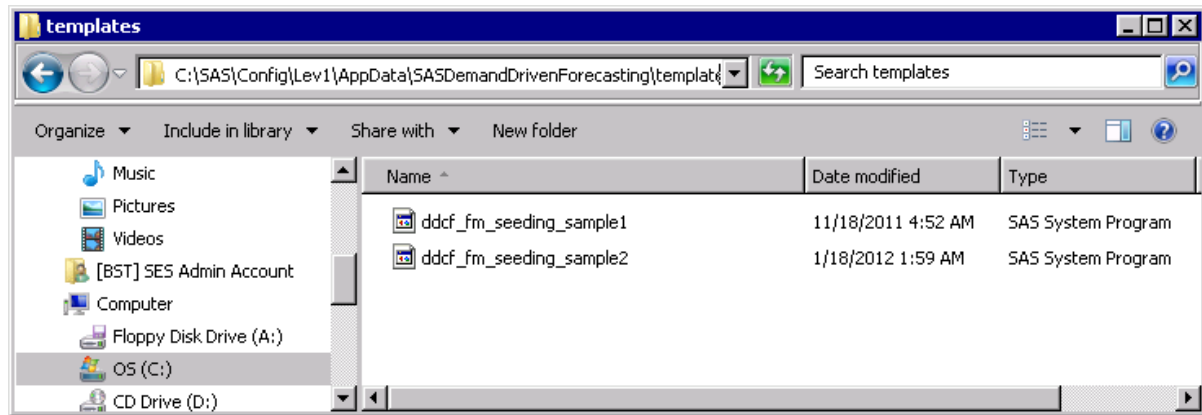 templates
C:\SAS\Config\Lev1\AppData\SASDemandDrivenForecasting\templat
Search templates
Organize Include in library Share with New folder
Music
Pictures
Videos
[BST] SES Admin Account
Computer
Floppy Disk Drive (A:)
OS (C:)
CD Drive (D:)
Name Date modified Type
ddcf_fm_seeding_sample1 11/18/2011 4:52 AM SAS System Program
ddcf_fm_seeding_sample2 1/18/2012 1:59 AM SAS System Program